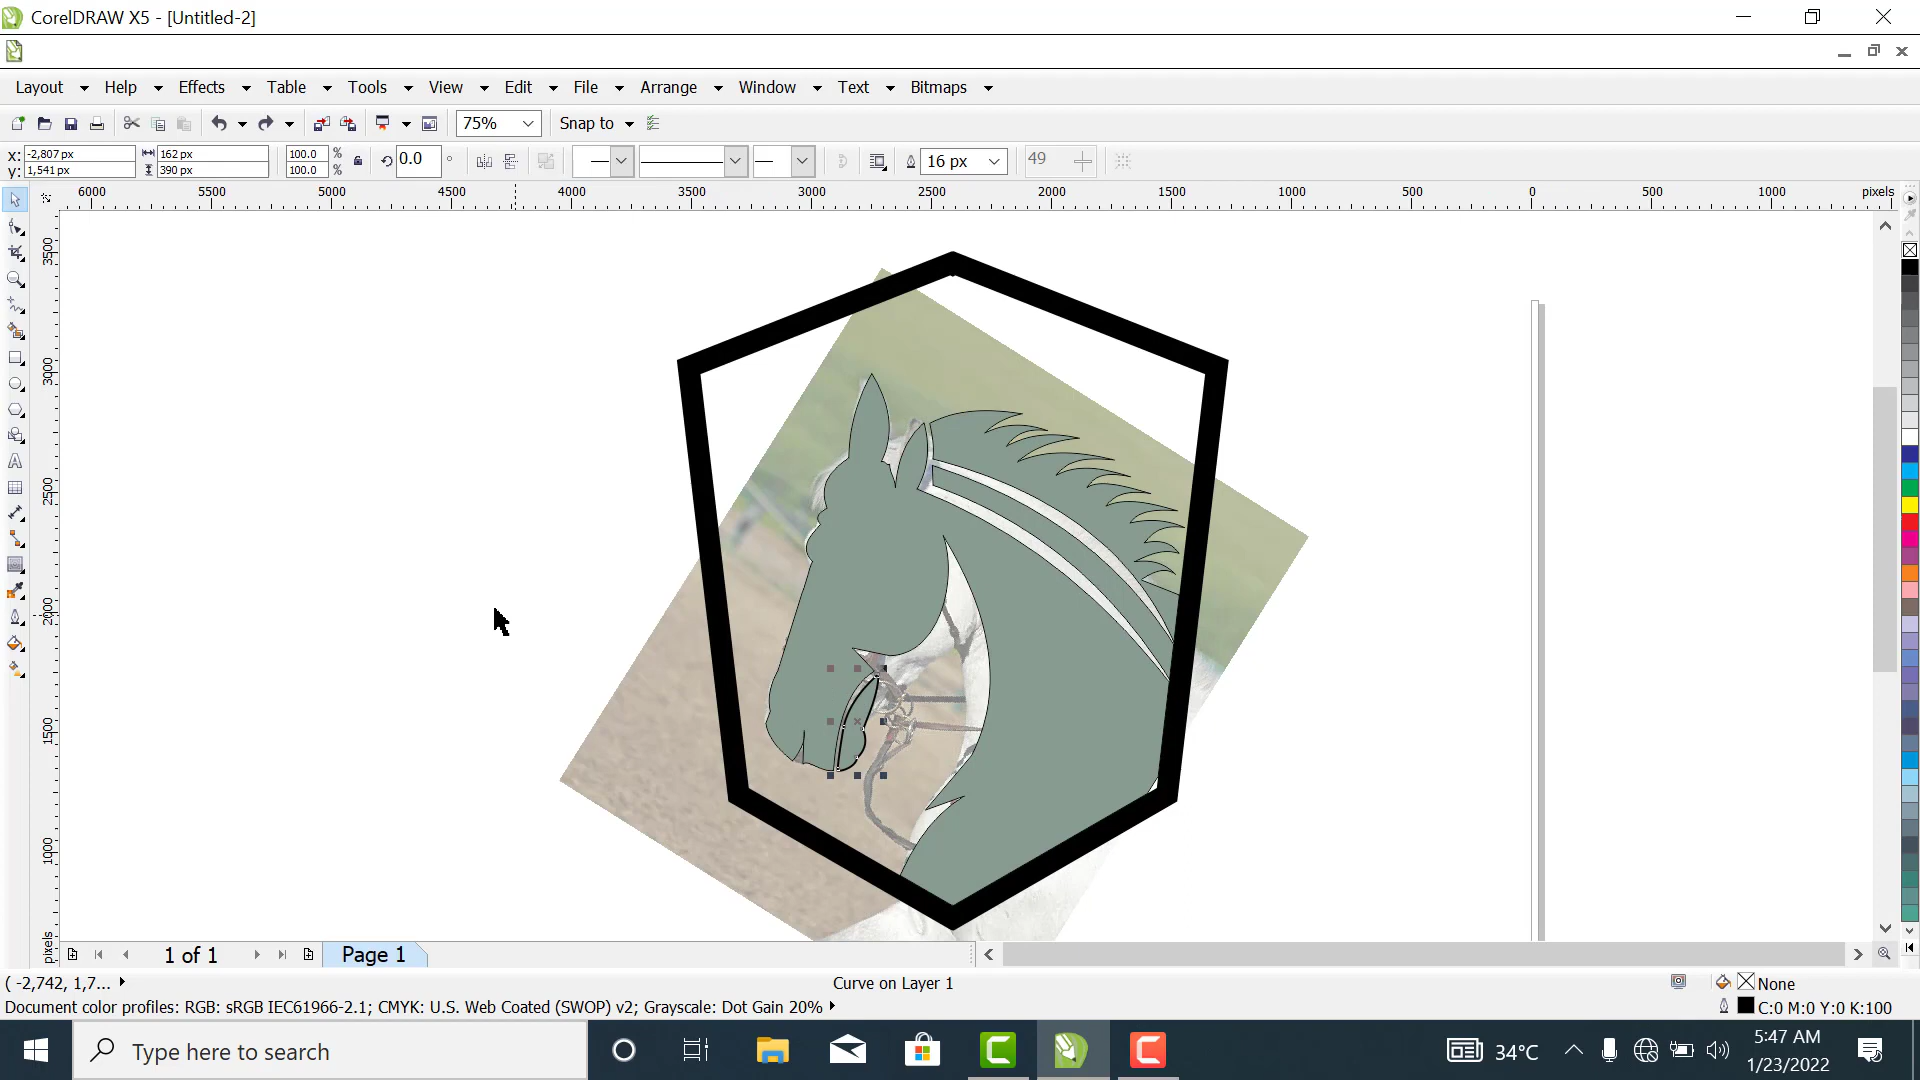 CorelDRAW X5 - [Untitled-2]
Layout Help Effects Table Tools View Edit File Arrange Window Text Bitmaps
75% Snap to
x: -2,807 px 162 px 100.0 % 0.0 ° 16 px 49
y: 1,541 px 390 px 100.0 %
6000 5500 5000 4500 4000 3500 3000 2500 2000 1500 1000 500 0 500 1000 pixels
3500
3000
2500
2000
1500
1000
pixels
1 of 1 Page 1
( -2,742, 1,7... Curve on Layer 1 None
Document color profiles: RGB: sRGB IEC61966-2.1; CMYK: U.S. Web Coated (SWOP) v2; Grayscale: Dot Gain 20% C:0 M:0 Y:0 K:100
Type here to search 34°C 5:47 AM
1/23/2022